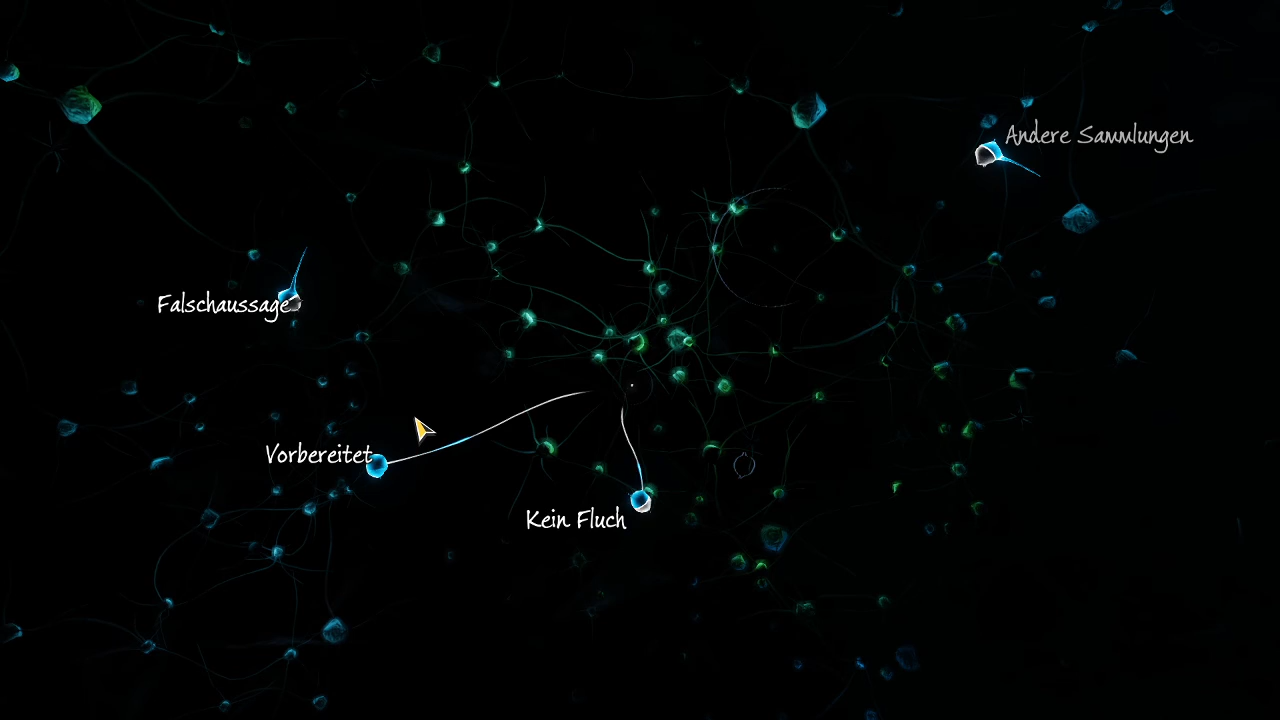 Andere Sammlungen
Falschaussage
Vorbereitet
Kein Fluch